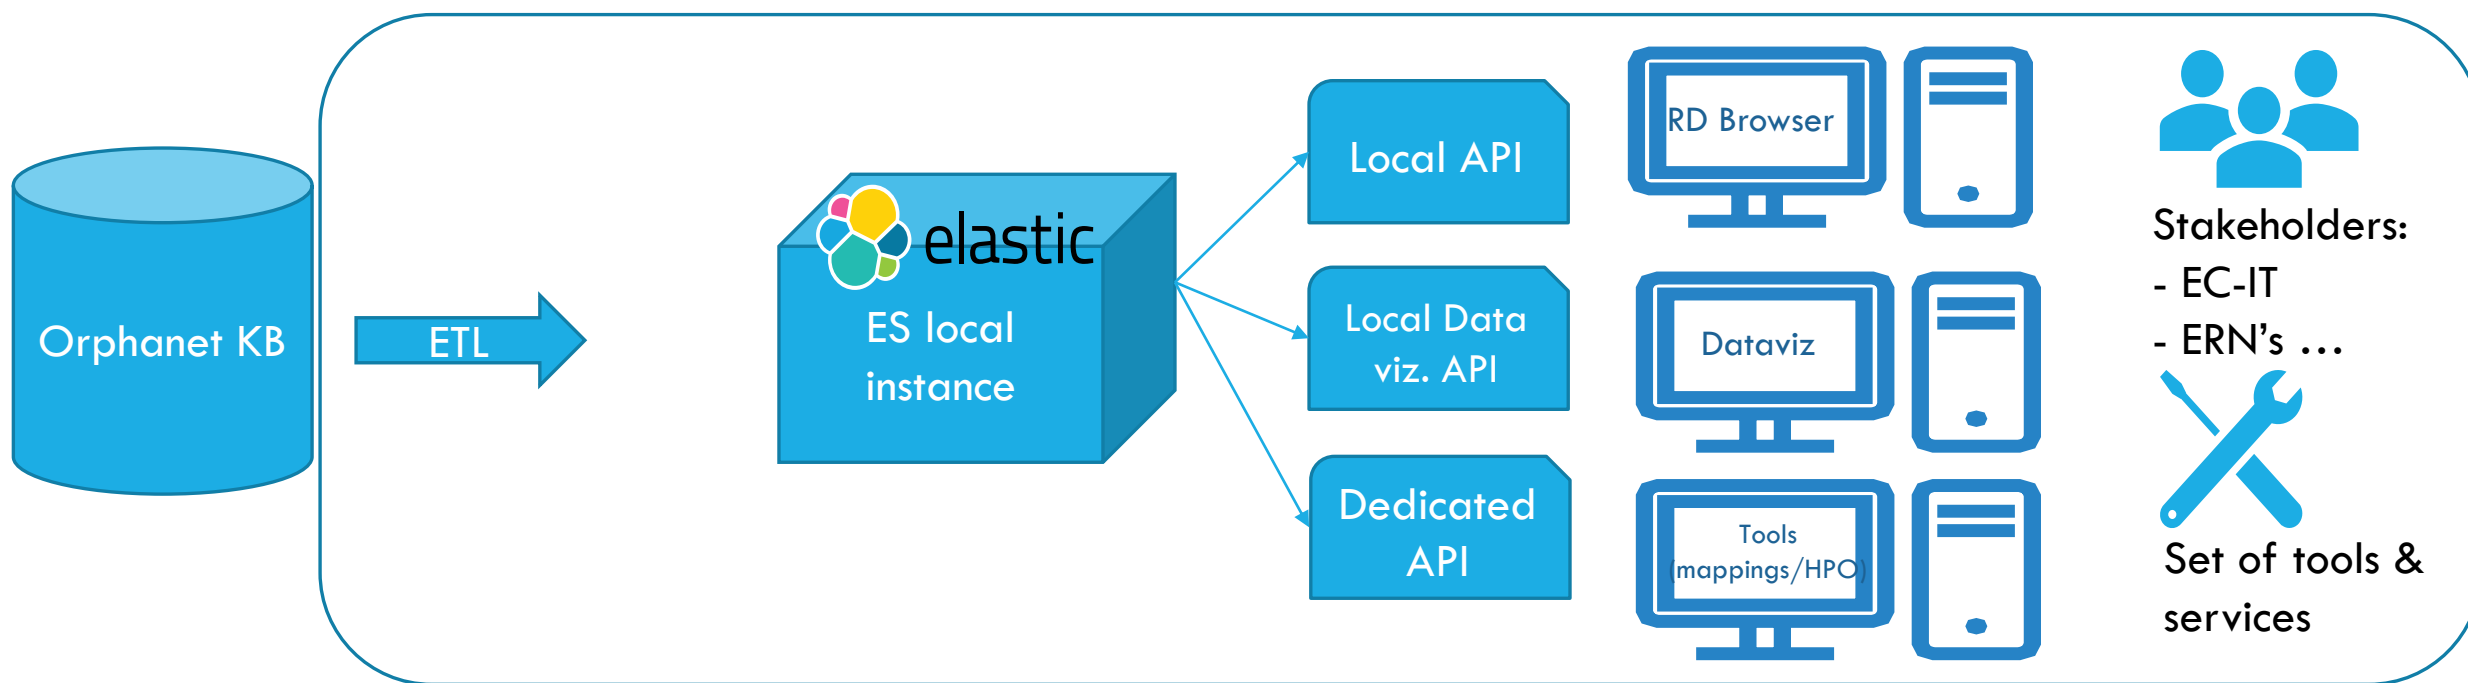 Orphanet KB
ETL
elastic
ES local
instance
Local API
Local Data
viz. API
Dedicated
API
RD Browser
Dataviz
Tools
(mappings/HPO)
Stakeholders:
- EC-IT
- ERN’s …
Set of tools &
services